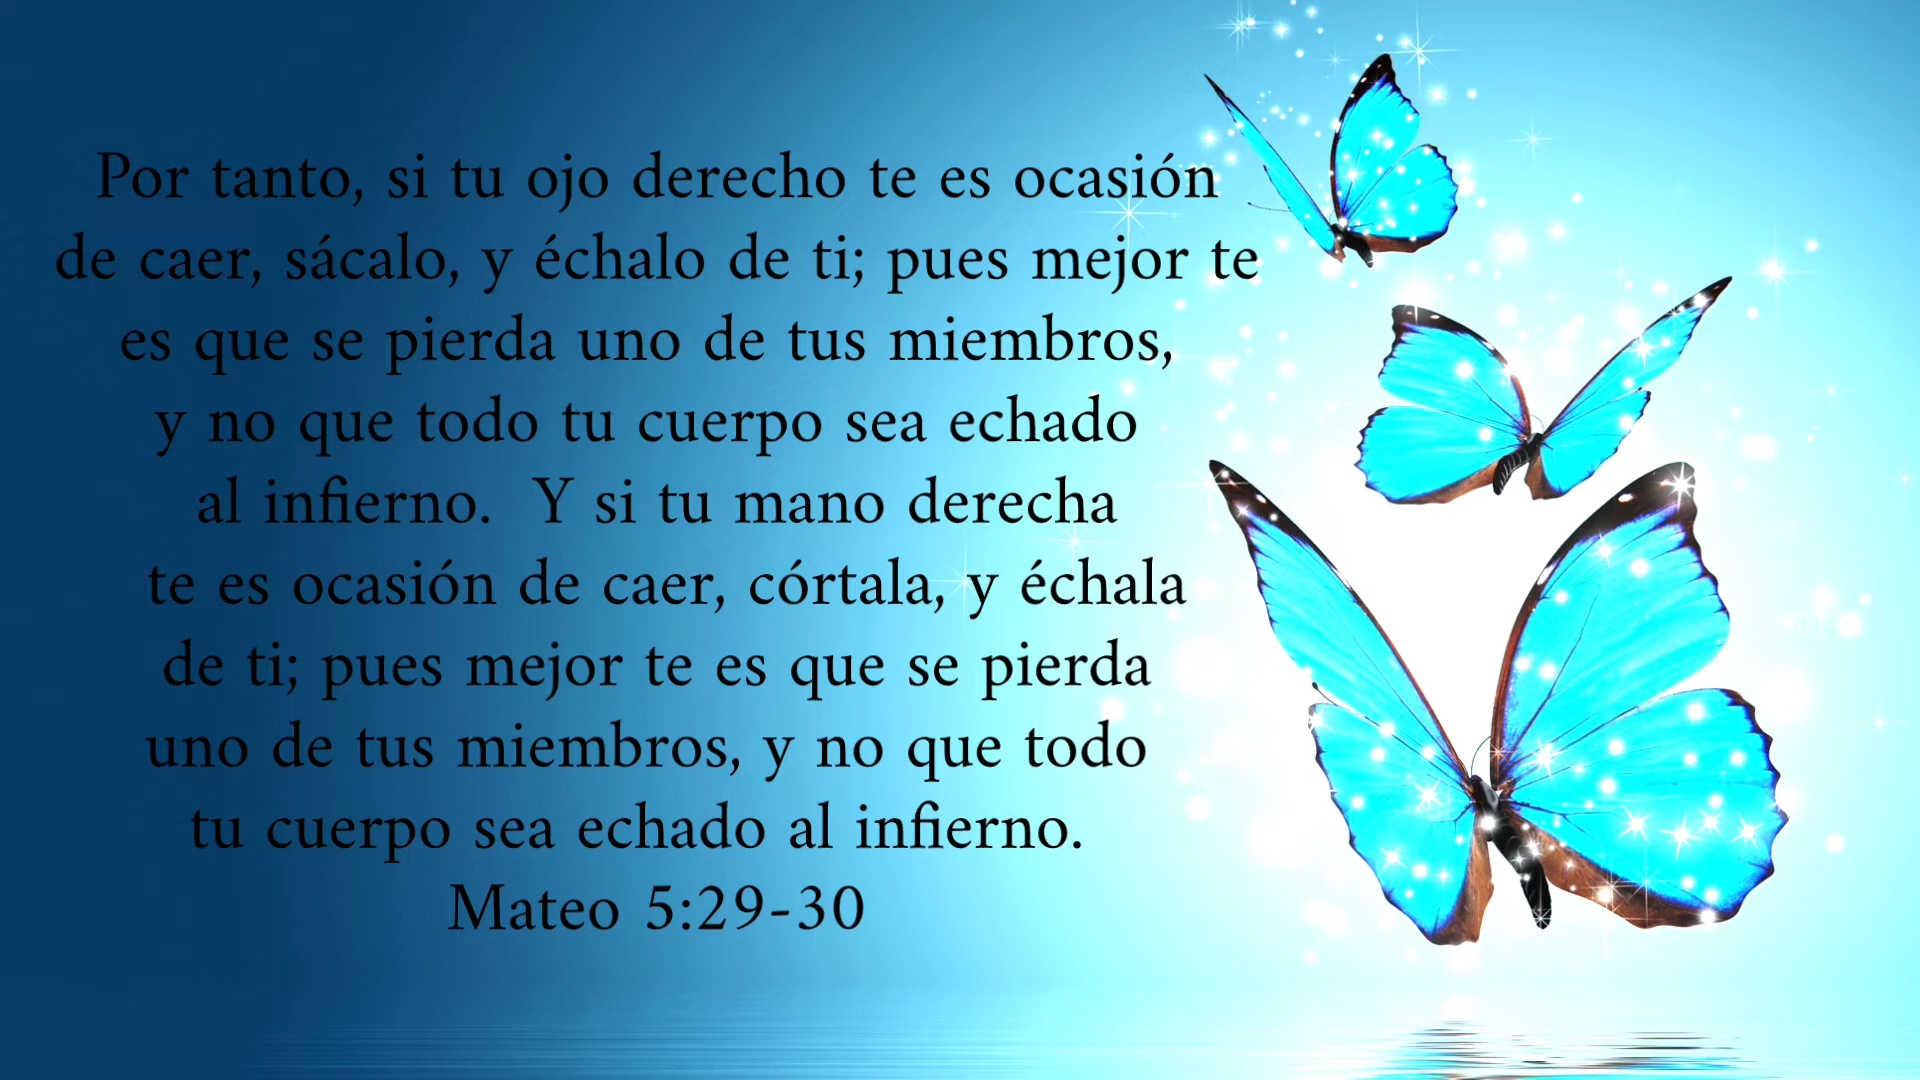 Por tanto, si tu ojo derecho te es ocasión
de caer, sácalo, y échalo de ti; pues mejor te
es que se pierda uno de tus miembros,
y no que todo tu cuerpo sea echado
al infierno.  Y si tu mano derecha
te es ocasión de caer, córtala, y échala
de ti; pues mejor te es que se pierda
uno de tus miembros, y no que todo
tu cuerpo sea echado al infierno.
Mateo 5:29-30